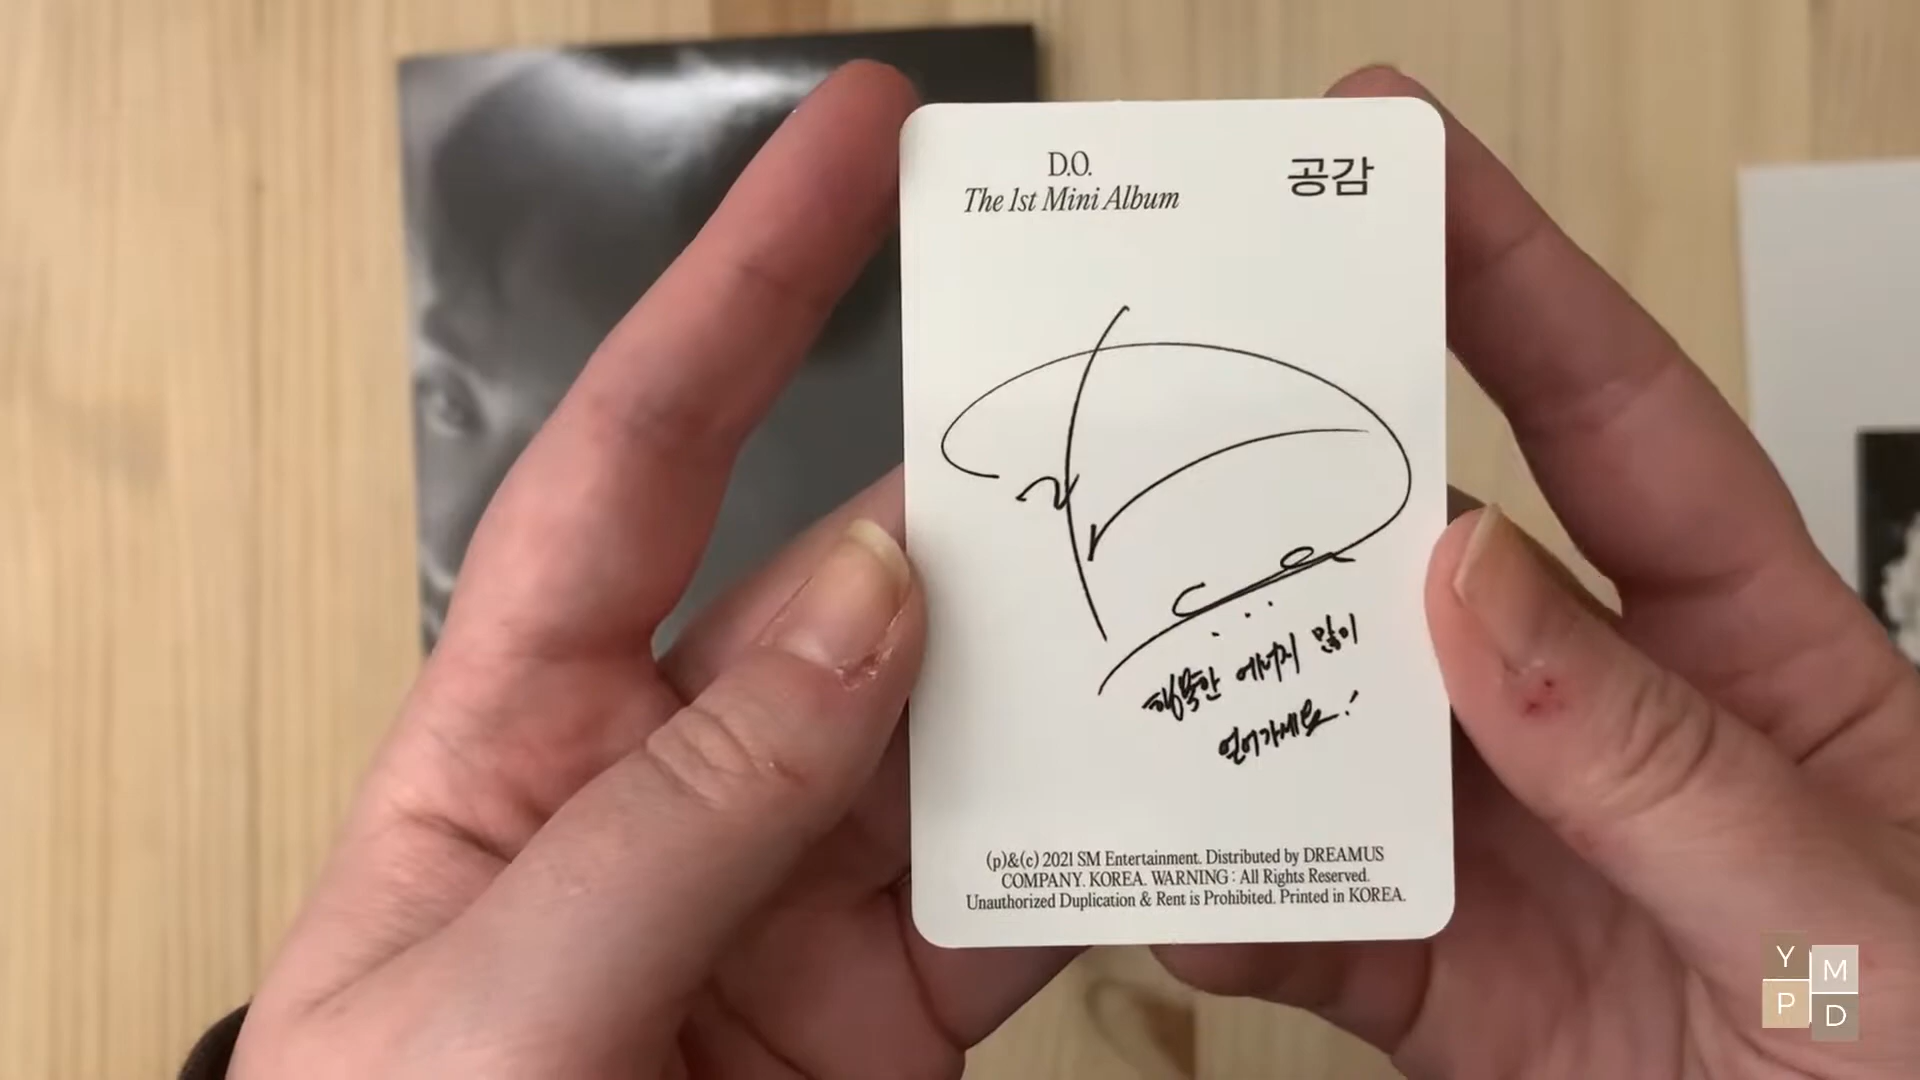 D.O.
The 1st Mini Album
공감
행복한 에너지 많이
얻어가세요!
(p)&(c) 2021 SM Entertainment. Distributed by DREAMUS
COMPANY. KOREA. WARNING : All Rights Reserved.
Unauthorized Duplication & Rent is Prohibited. Printed in KOREA.
Y M
P D